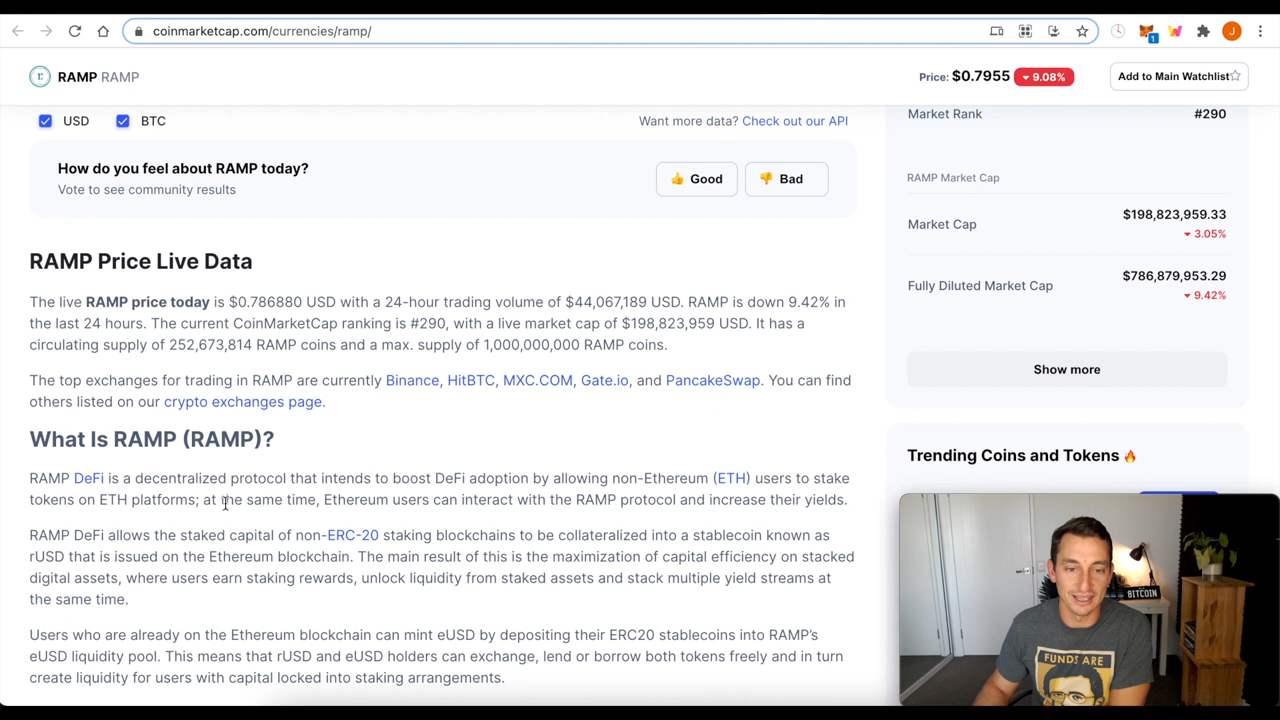 coinmarketcap.com/currencies/ramp/
1
J
r.
RAMP RAMP
Price: $0.7955 9.08%
Add to Main Watchlist
USD BTC
Want more data? Check out our API
How do you feel about RAMP today?
Vote to see community results
Good
Bad
RAMP Price Live Data
The live RAMP price today is $0.786880 USD with a 24-hour trading volume of $44,067,189 USD. RAMP is down 9.42% in
the last 24 hours. The current CoinMarketCap ranking is #290, with a live market cap of $198,823,959 USD. It has a
circulating supply of 252,673,814 RAMP coins and a max. supply of 1,000,000,000 RAMP coins.
The top exchanges for trading in RAMP are currently Binance, HitBTC, MXC.COM, Gate.io, and PancakeSwap. You can find
others listed on our crypto exchanges page.
What Is RAMP (RAMP)?
RAMP DeFi is a decentralized protocol that intends to boost DeFi adoption by allowing non-Ethereum (ETH) users to stake
tokens on ETH platforms; at the same time, Ethereum users can interact with the RAMP protocol and increase their yields.
RAMP DeFi allows the staked capital of non-ERC-20 staking blockchains to be collateralized into a stablecoin known as
rUSD that is issued on the Ethereum blockchain. The main result of this is the maximization of capital efficiency on stacked
digital assets, where users earn staking rewards, unlock liquidity from staked assets and stack multiple yield streams at
the same time.
Users who are already on the Ethereum blockchain can mint eUSD by depositing their ERC20 stablecoins into RAMP's
eUSD liquidity pool. This means that rUSD and eUSD holders can exchange, lend or borrow both tokens freely and in turn
create liquidity for users with capital locked into staking arrangements.
Market Rank #290
RAMP Market Cap
Market Cap $198,823,959.33
3.05%
Fully Diluted Market Cap $786,879,953.29
9.42%
Show more
Trending Coins and Tokens
BITCOIN
FUNDS ARE